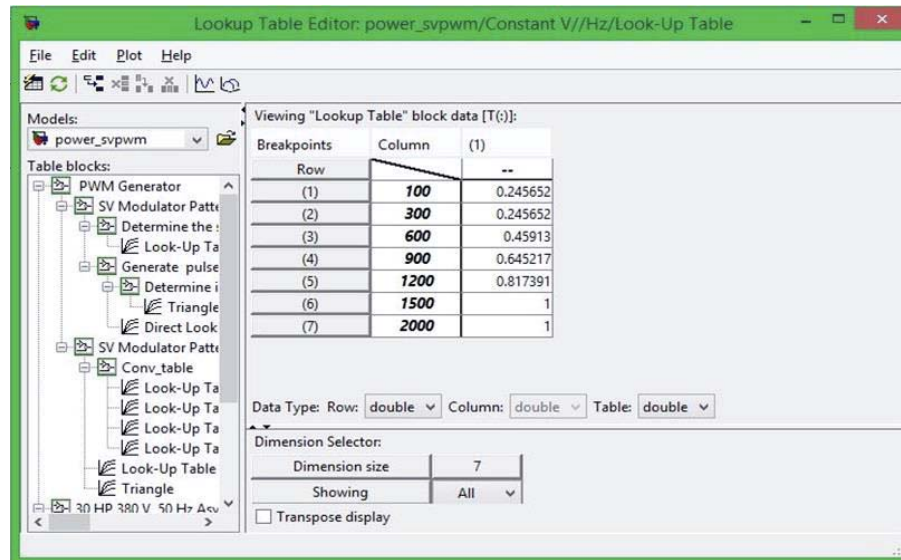 Lookup Table Editor: power_svpwm/Constant V//Hz/Look-Up Table
File Edit Plot Help
Models:
power_svpwm
Table blocks:
PWM Generator
SV Modulator Patte
Determine the s
Look-Up Ta
Generate pulse
Determine i
Triangle
Direct Look
SV Modulator Patte
Conv_table
Look-Up Ta
Look-Up Ta
Look-Up Ta
Look-Up Ta
Look-Up Table
Triangle
30 HP 380 V 50 Hz Asy
Viewing "Lookup Table" block data [T(:)]:
Breakpoints Column (1)
Row --
(1) 100 0.245652
(2) 300 0.245652
(3) 600 0.45913
(4) 900 0.645217
(5) 1200 0.817391
(6) 1500 1
(7) 2000 1
Data Type: Row: double Column: double Table: double
Dimension Selector:
Dimension size 7
Showing All
Transpose display